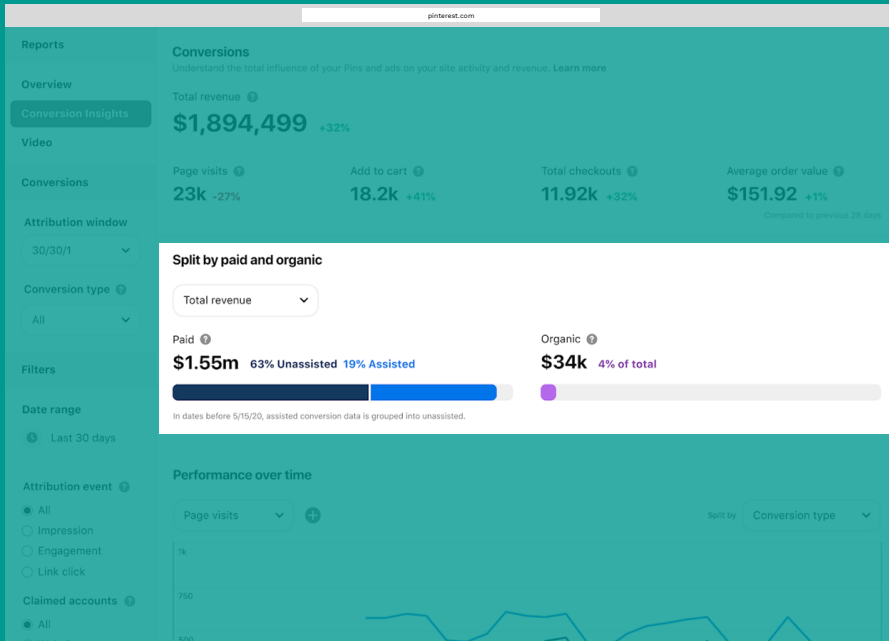 pinterest.com
Reports
Overview
Conversion Insights
Video
Conversions
Attribution window
30/30/1
Conversion type ?
All
Filters
Date range
Last 30 days
Attribution event ?
All
Impression
Engagement
Link click
Claimed accounts ?
All
Conversions
Understand the total influence of your Pins and ads on your site activity and revenue. Learn more
Total revenue ?
$1,894,499 +32%
Page visits ? Add to cart ? Total checkouts ? Average order value ?
23k -27% 18.2k +41% 11.92k +32% $151.92 +1%
Compared to previous 28 days
Split by paid and organic
Total revenue
Paid ? Organic ?
$1.55m 63% Unassisted 19% Assisted $34k 4% of total
In dates before 5/15/20, assisted conversion data is grouped into unassisted.
Performance over time
Page visits + Split by Conversion type
1k
750
500